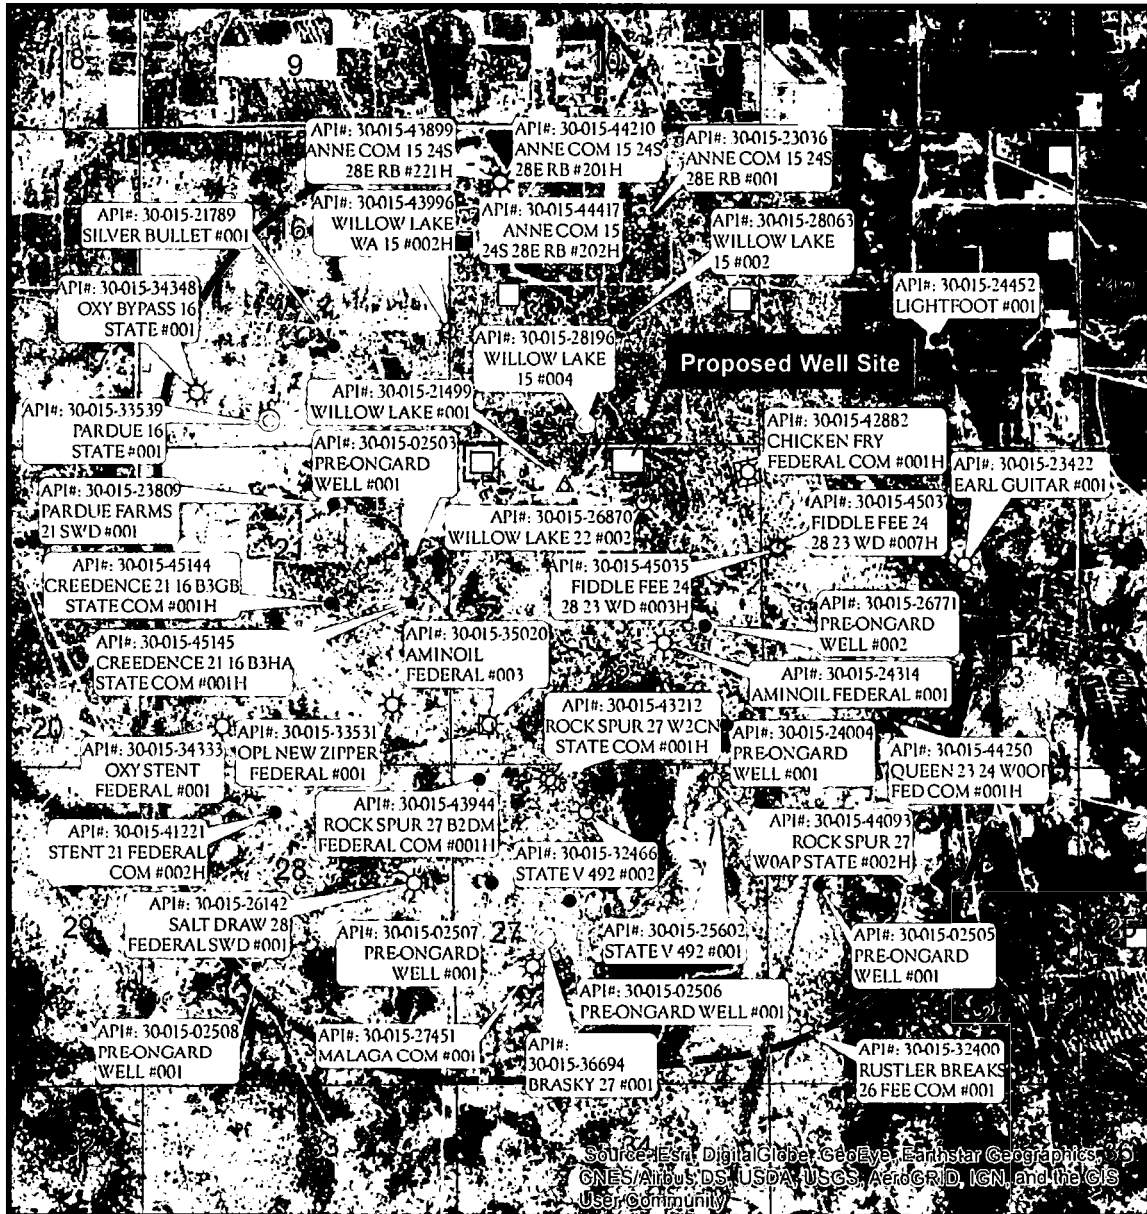 8
9
10
API#: 30-015-43899
ANNE COM 15 24S
28E RB #221H
API#: 30-015-44210
ANNE COM 15 24S
28E RB #201H
API#: 30-015-23036
ANNE COM 15 24S
28E RB #001
API#: 30-015-21789
SILVER BULLET #001
6
API#: 30-015-43996
WILLOW LAKE
WA 15 #002H
API#: 30-015-44417
ANNE COM 15
24S 28E RB #202H
API#: 30-015-28063
WILLOW LAKE
15 #002
API#: 30-015-34348
OXY BYPASS 16
STATE #001
API#: 30-015-24452
LIGHTFOOT #001
API#: 30-015-28196
WILLOW LAKE
15 #004
Proposed Well Site
API#: 30-015-33539
PARDUE 16
STATE #001
API#: 30-015-21499
WILLOW LAKE #001
API#: 30-015-02503
PRE-ONGARD
WELL #001
API#: 30-015-42882
CHICKEN FRY
FEDERAL COM #001H
API#: 30-015-23422
EARL GUITAR #001
API#: 30-015-23809
PARDUE FARMS
21 SWD #001
API#: 30-015-26870
WILLOW LAKE 22 #002
API#: 30-015-4503
FIDDLE FEE 24
28 23 WD #007H
2
API#: 30-015-45144
CREEDENCE 21 16 B3GB
STATE COM #001H
API#: 30-015-45035
FIDDLE FEE 24
28 23 WD #003H
API#: 30-015-26771
PRE-ONGARD
WELL #002
API#: 30-015-45145
CREEDENCE 21 16 B3HA
STATE COM #001H
API#: 30-015-35020
AMINOIL
FEDERAL #003
API#: 30-015-24314
AMINOIL FEDERAL #001
3
20
API#: 30-015-34333
OXY STENT
FEDERAL #001
API#: 30-015-33531
OPL NEW ZIPPER
FEDERAL #001
API#: 30-015-43212
ROCK SPUR 27 W2CN
STATE COM #001H
API#: 30-015-24004
PRE-ONGARD
WELL #001
API#: 30-015-44250
QUEEN 23 24 W0OP
FED COM #001H
API#: 30-015-41221
STENT 21 FEDERAL
COM #002H
API#: 30-015-43944
ROCK SPUR 27 B2DM
FEDERAL COM #001H
API#: 30-015-32466
STATE V 492 #002
API#: 30-015-44093
ROCK SPUR 27
W0AP STATE #002H
28
29
API#: 30-015-26142
SALT DRAW 28
FEDERAL SWD #001
API#: 30-015-02507
PRE-ONGARD
WELL #001
27
API#: 30-015-25602
STATE V 492 #001
API#: 30-015-02505
PRE-ONGARD
WELL #001
25
API#: 30-015-02506
PRE-ONGARD WELL #001
API#: 30-015-02508
PRE-ONGARD
WELL #001
API#: 30-015-27451
MALAGA COM #001
API#:
30-015-36694
BRASKY 27 #001
API#: 30-015-32400
RUSTLER BREAKS
26 FEE COM #001
34
Source: Esri, DigitalGlobe, GeoEye, Earthstar Geographics,
CNES/Airbus DS, USDA, USGS, AeroGRID, IGN, and the GIS
User Community